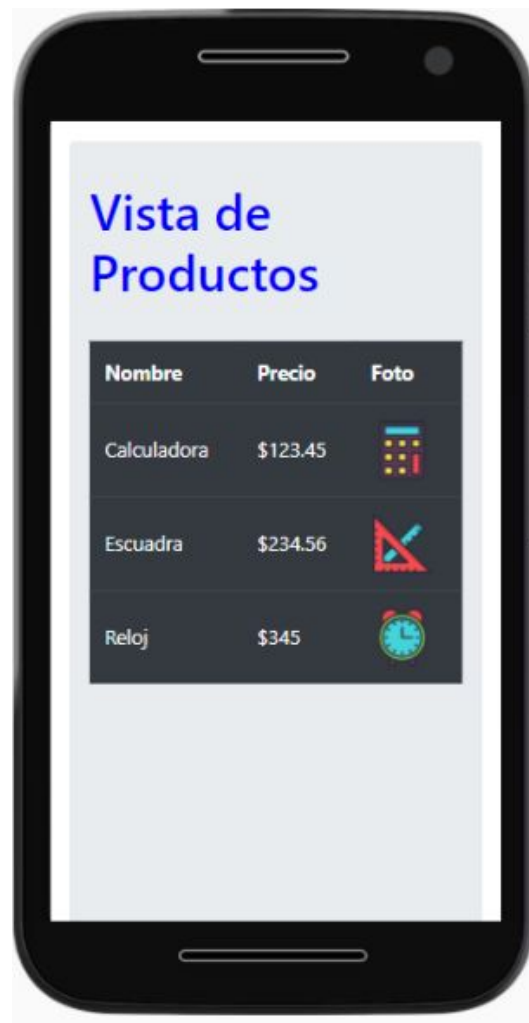 Vista de
Productos
Nombre Precio Foto
Calculadora $123.45
Escuadra $234.56
Reloj $345